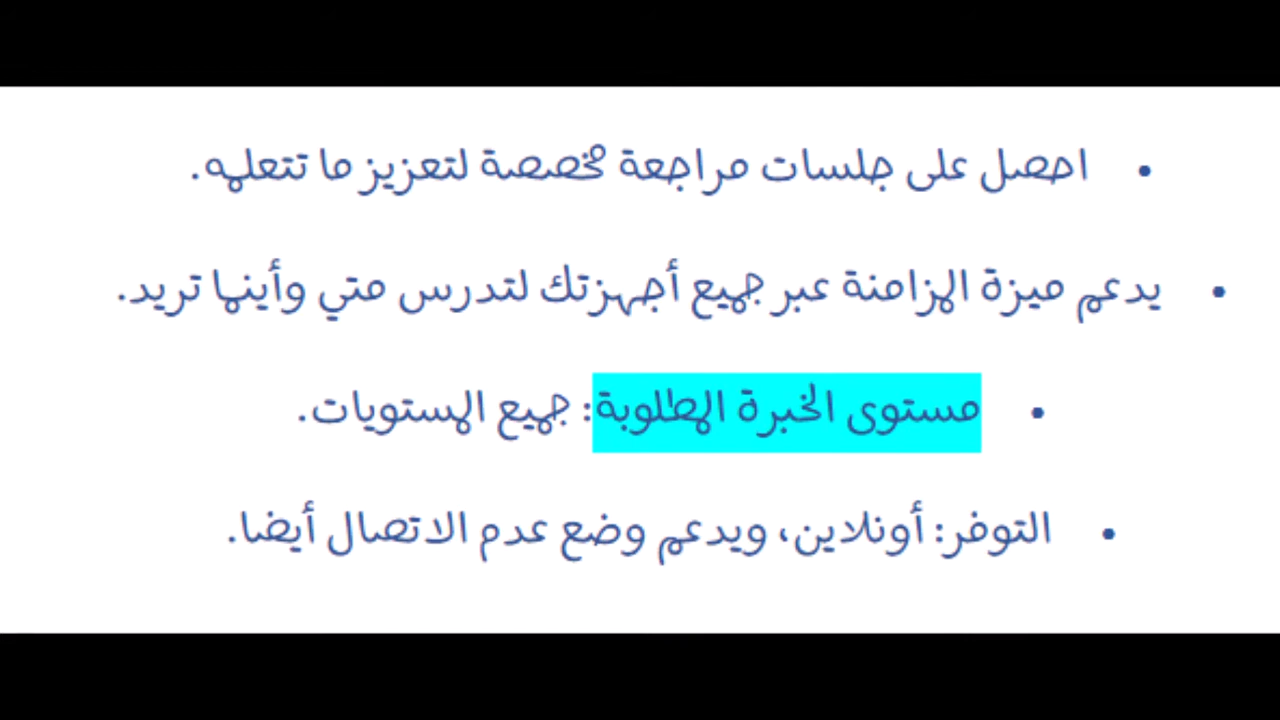 • احصل على جلسات مراجعة مخصصة لتعزيز ما تتعلمه.
• يدعم ميزة المزامنة عبر جميع أجهزتك لتدرس متي وأينما تريد.
• مستوى الخبرة المطلوبة: جميع المستويات.
• التوفر: أونلاين، ويدعم وضع عدم الاتصال أيضا.